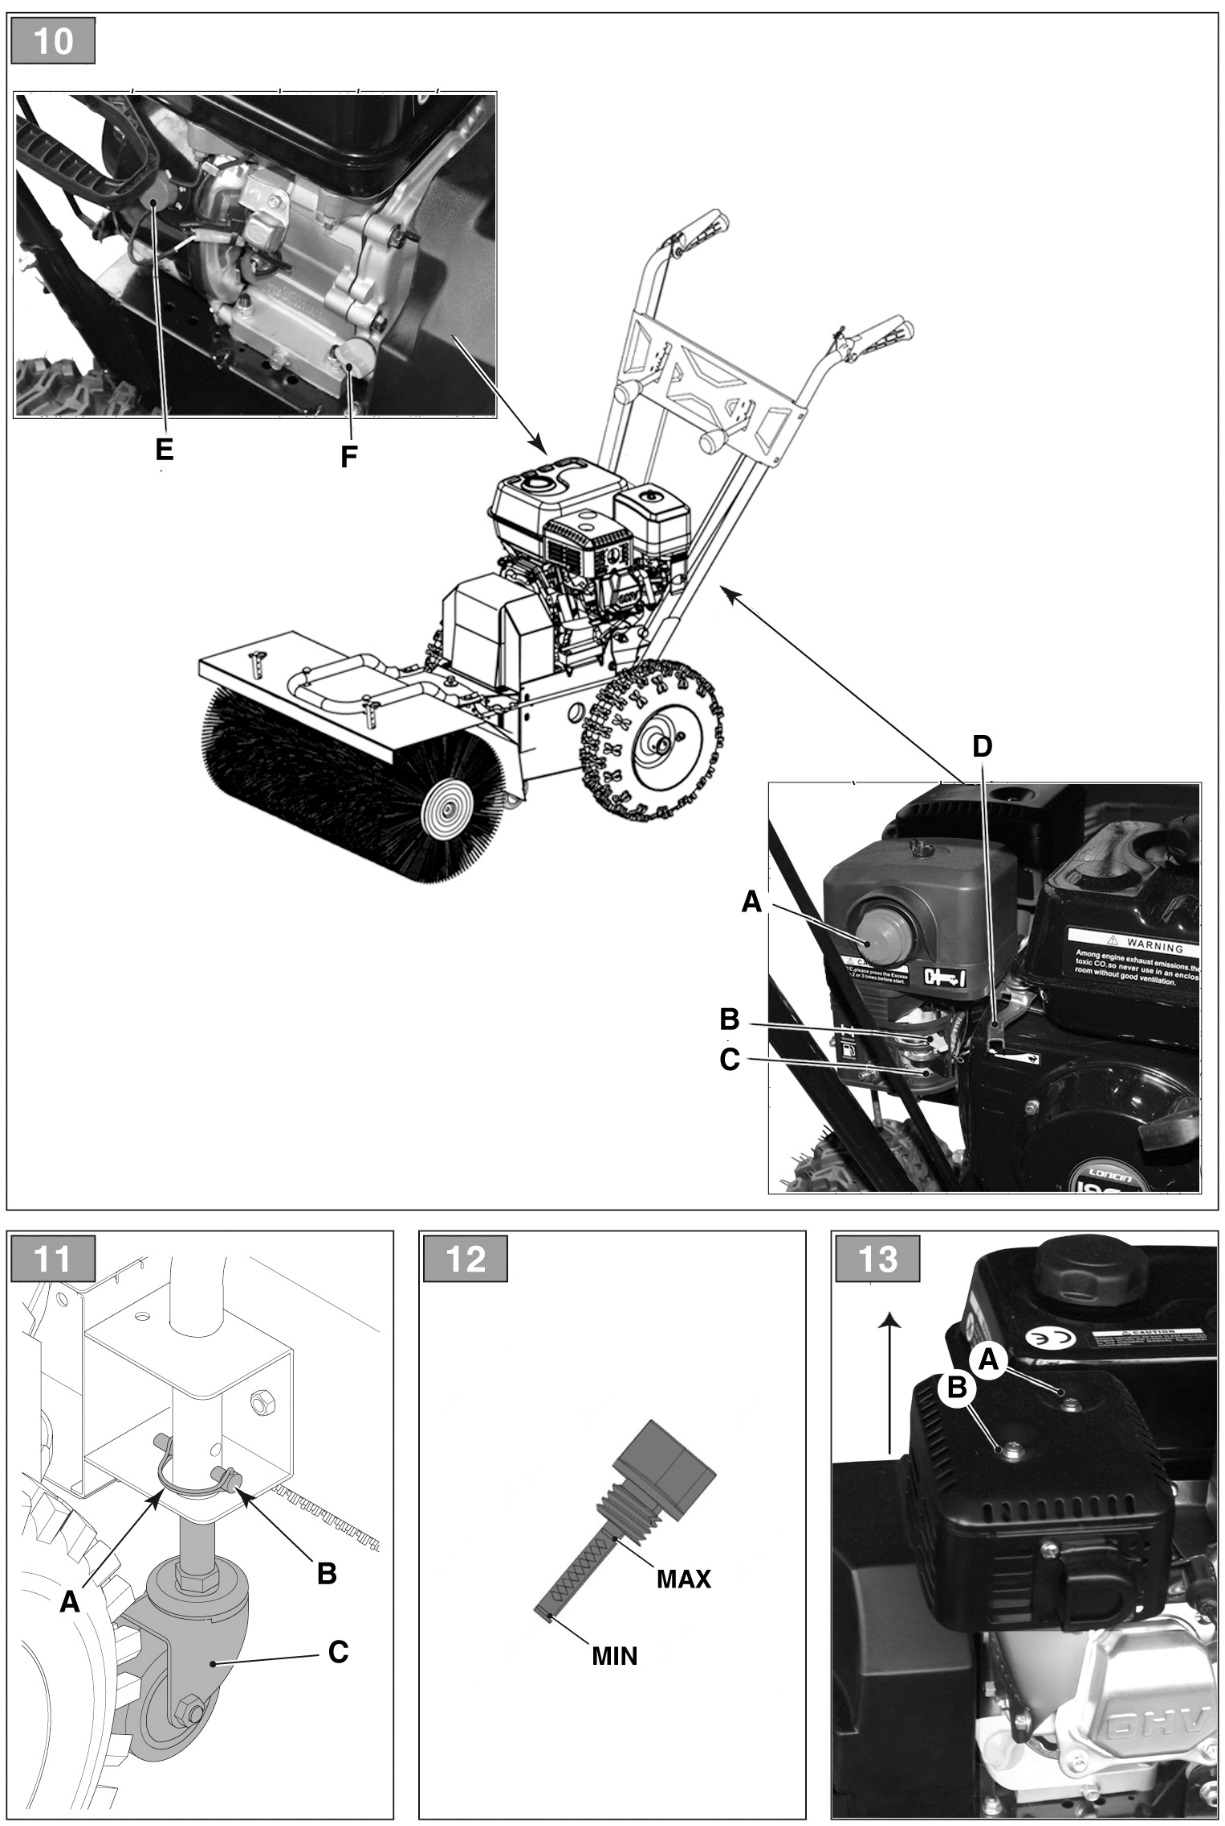 10
E
F
D
A
WARNING
Among engine exhaust emissions.the
toxic CO.so never use in an enclos
room without good ventilation.
B
C
LONCIN
11
A
B
C
12
MAX
MIN
13
A
B
CE
CAUTION
OHV